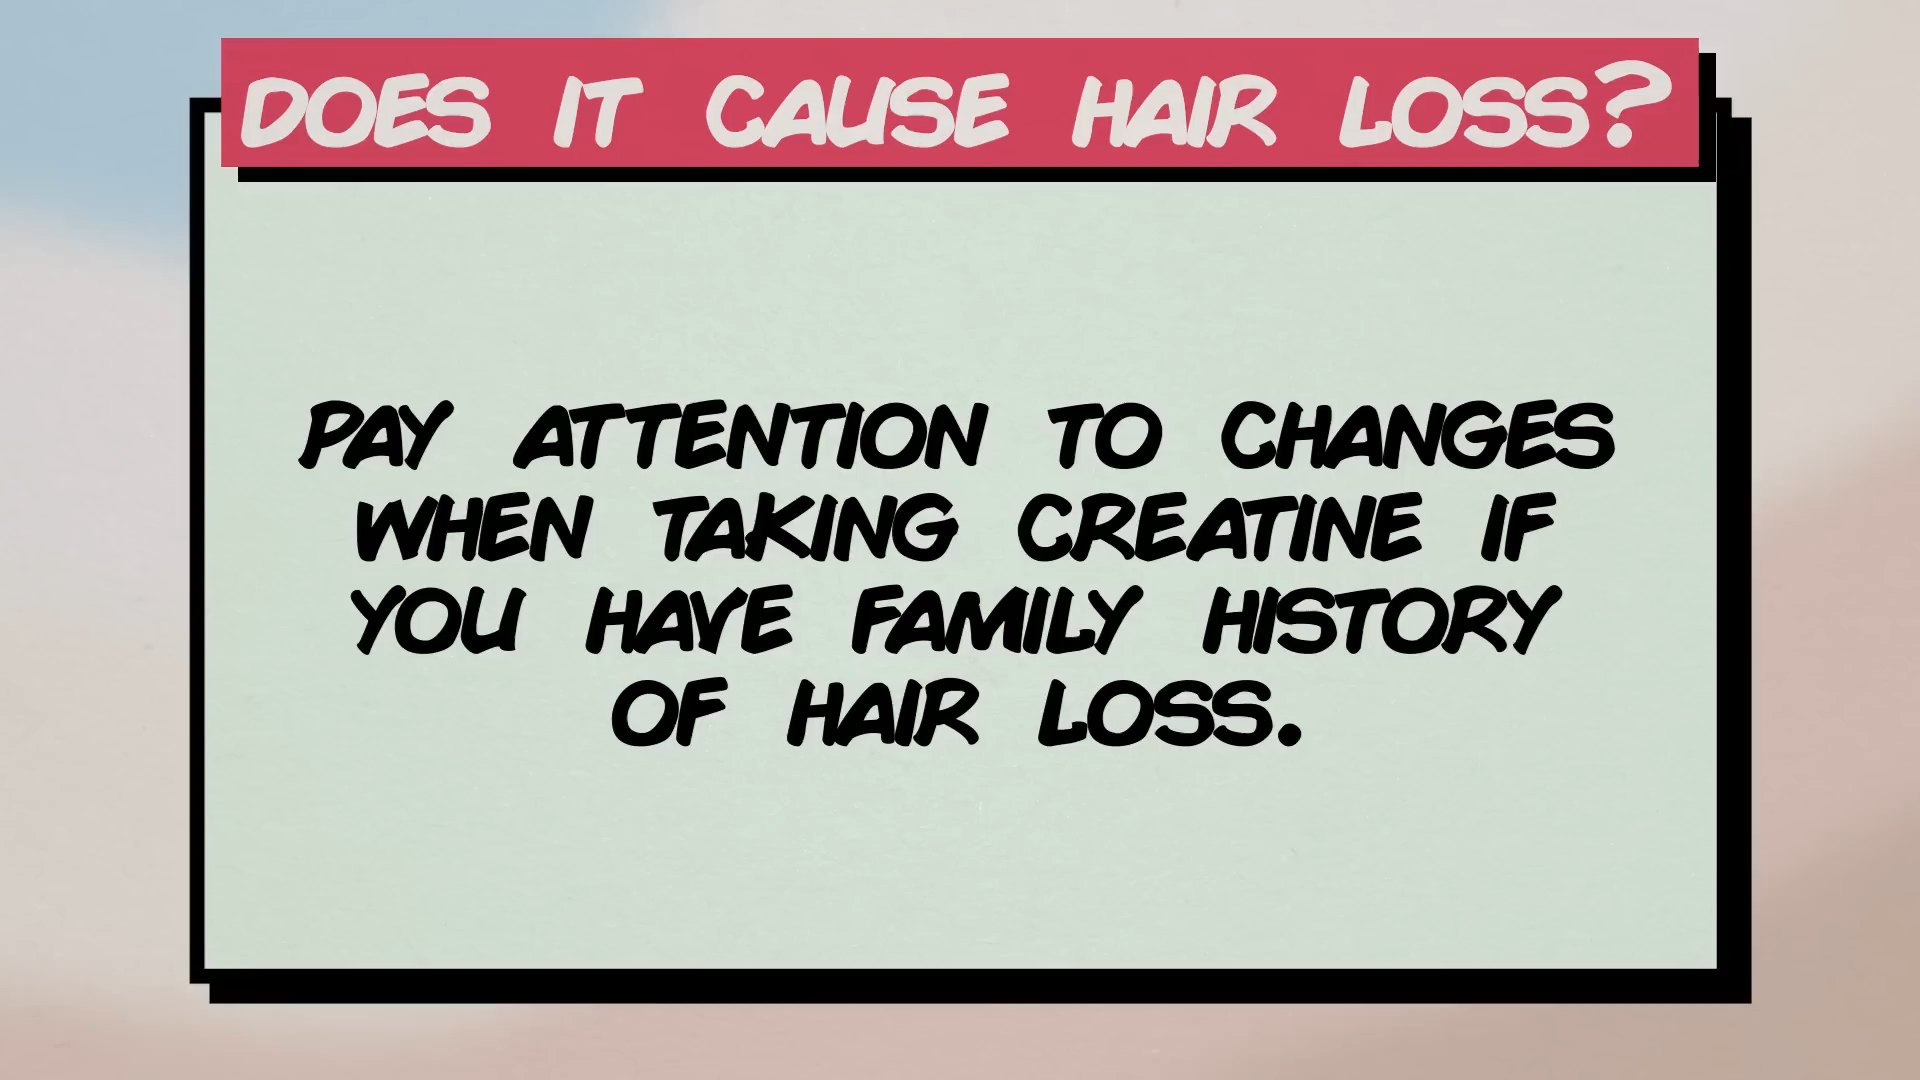 DOES IT CAUSE HAIR LOSS?
PAY ATTENTION TO CHANGES
WHEN TAKING CREATINE IF
YOU HAVE FAMILY HISTORY
OF HAIR LOSS.